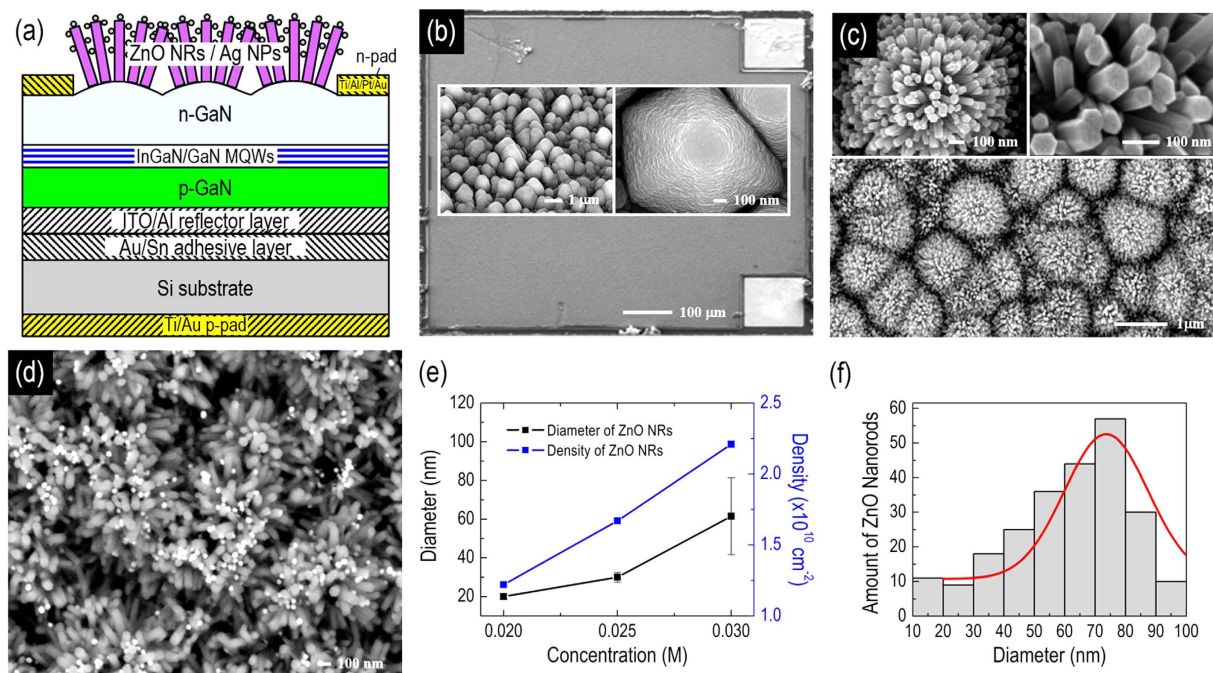 (a)
ZnO NRs / Ag NPs
n-pad
Ti/Al/Pt/Au
n-GaN
InGaN/GaN MQWs
p-GaN
ITO/Al reflector layer
Au/Sn adhesive layer
Si substrate
Ti/Au p-pad
(b)
1 μm
100 nm
100 μm
(c)
100 nm
100 nm
1μm
(d)
100 nm
(e)
Diameter (nm)
120
100
80
60
40
20
Diameter of ZnO NRs
Density of ZnO NRs
2.5
2.0
1.5
1.0
Density (x10¹⁰ cm⁻²)
0.020
0.025
0.030
Concentration (M)
(f)
Amount of ZnO Nanorods
60
50
40
30
20
10
0
10 20 30 40 50 60 70 80 90 100
Diameter (nm)